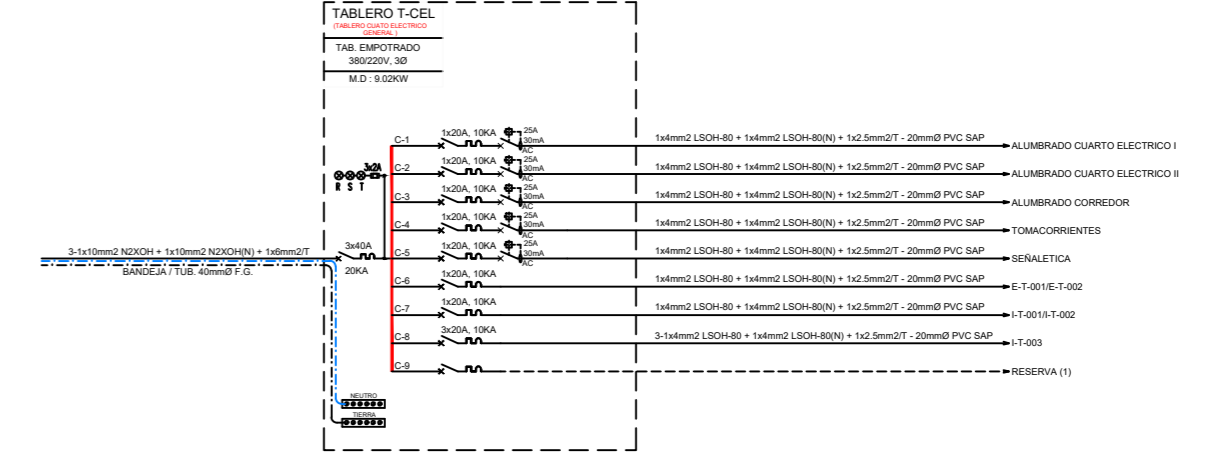 TABLERO T-CEL
(TABLERO CUATO ELECTRICO
GENERAL )
TAB. EMPOTRADO
380/220V, 3Ø
M.D : 9.02KW
C-1 1x20A, 10KA 25A 30mA AC 1x4mm2 LSOH-80 + 1x4mm2 LSOH-80(N) + 1x2.5mm2/T - 20mmØ PVC SAP ALUMBRADO CUARTO ELECTRICO I
C-2 1x20A, 10KA 25A 30mA AC 1x4mm2 LSOH-80 + 1x4mm2 LSOH-80(N) + 1x2.5mm2/T - 20mmØ PVC SAP ALUMBRADO CUARTO ELECTRICO II
3x2A
R S T
C-3 1x20A, 10KA 25A 30mA AC 1x4mm2 LSOH-80 + 1x4mm2 LSOH-80(N) + 1x2.5mm2/T - 20mmØ PVC SAP ALUMBRADO CORREDOR
C-4 1x20A, 10KA 25A 30mA AC 1x4mm2 LSOH-80 + 1x4mm2 LSOH-80(N) + 1x2.5mm2/T - 20mmØ PVC SAP TOMACORRIENTES
3-1x10mm2 N2XOH + 1x10mm2 N2XOH(N) + 1x6mm2/T
BANDEJA / TUB. 40mmØ F.G.
3x40A
20KA
C-5 1x20A, 10KA 25A 30mA AC 1x4mm2 LSOH-80 + 1x4mm2 LSOH-80(N) + 1x2.5mm2/T - 20mmØ PVC SAP SEÑALETICA
C-6 1x20A, 10KA 1x4mm2 LSOH-80 + 1x4mm2 LSOH-80(N) + 1x2.5mm2/T - 20mmØ PVC SAP E-T-001/E-T-002
C-7 1x20A, 10KA 1x4mm2 LSOH-80 + 1x4mm2 LSOH-80(N) + 1x2.5mm2/T - 20mmØ PVC SAP I-T-001/I-T-002
C-8 3x20A, 10KA 3-1x4mm2 LSOH-80 + 1x4mm2 LSOH-80(N) + 1x2.5mm2/T - 20mmØ PVC SAP I-T-003
C-9 RESERVA (1)
NEUTRO
TIERRA